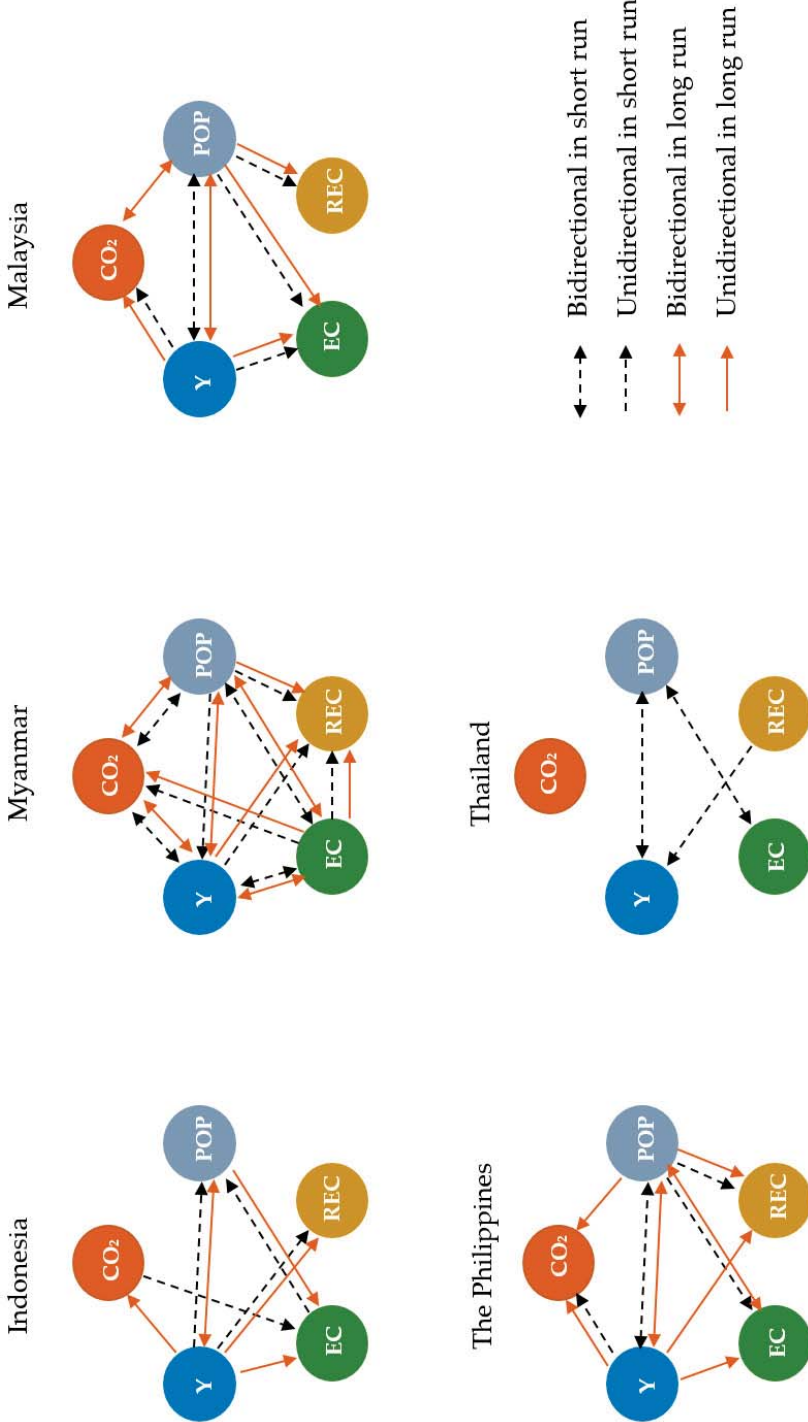 Indonesia
CO₂
Y
POP
EC
REC
Myanmar
CO₂
Y
POP
EC
REC
Malaysia
CO₂
Y
POP
EC
REC
The Philippines
CO₂
Y
POP
EC
REC
Thailand
CO₂
Y
POP
EC
REC
Bidirectional in short run
Unidirectional in short run
Bidirectional in long run
Unidirectional in long run